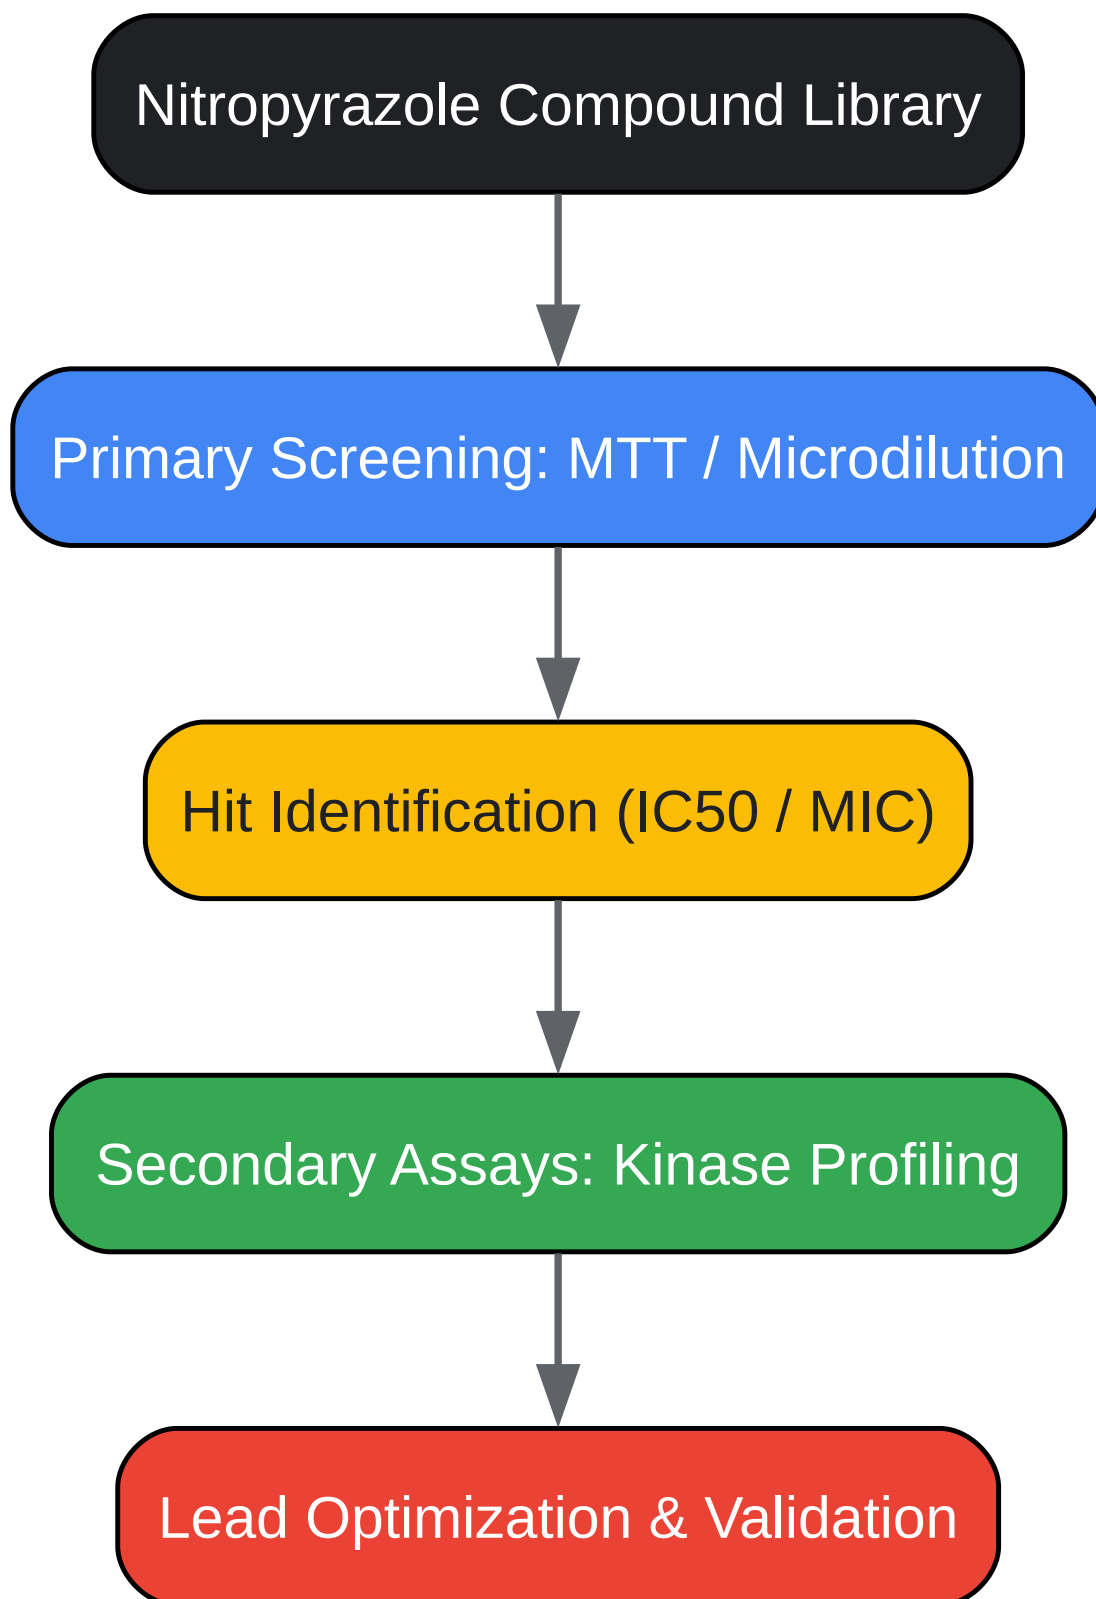 Nitropyrazole Compound Library
Primary Screening: MTT / Microdilution
Hit Identification (IC50 / MIC)
Secondary Assays: Kinase Profiling
Lead Optimization & Validation